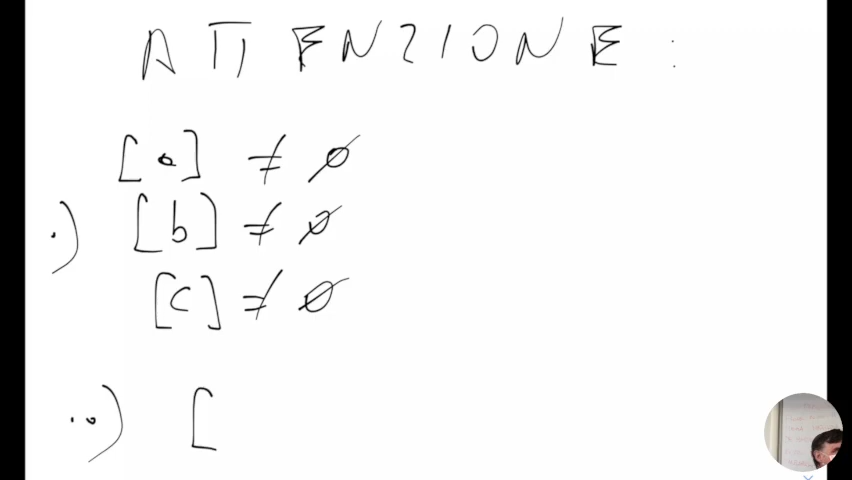 ATTENZIONE :
[a] ≠ ∅
·) [b] ≠ ∅
[c] ≠ ∅
··) [